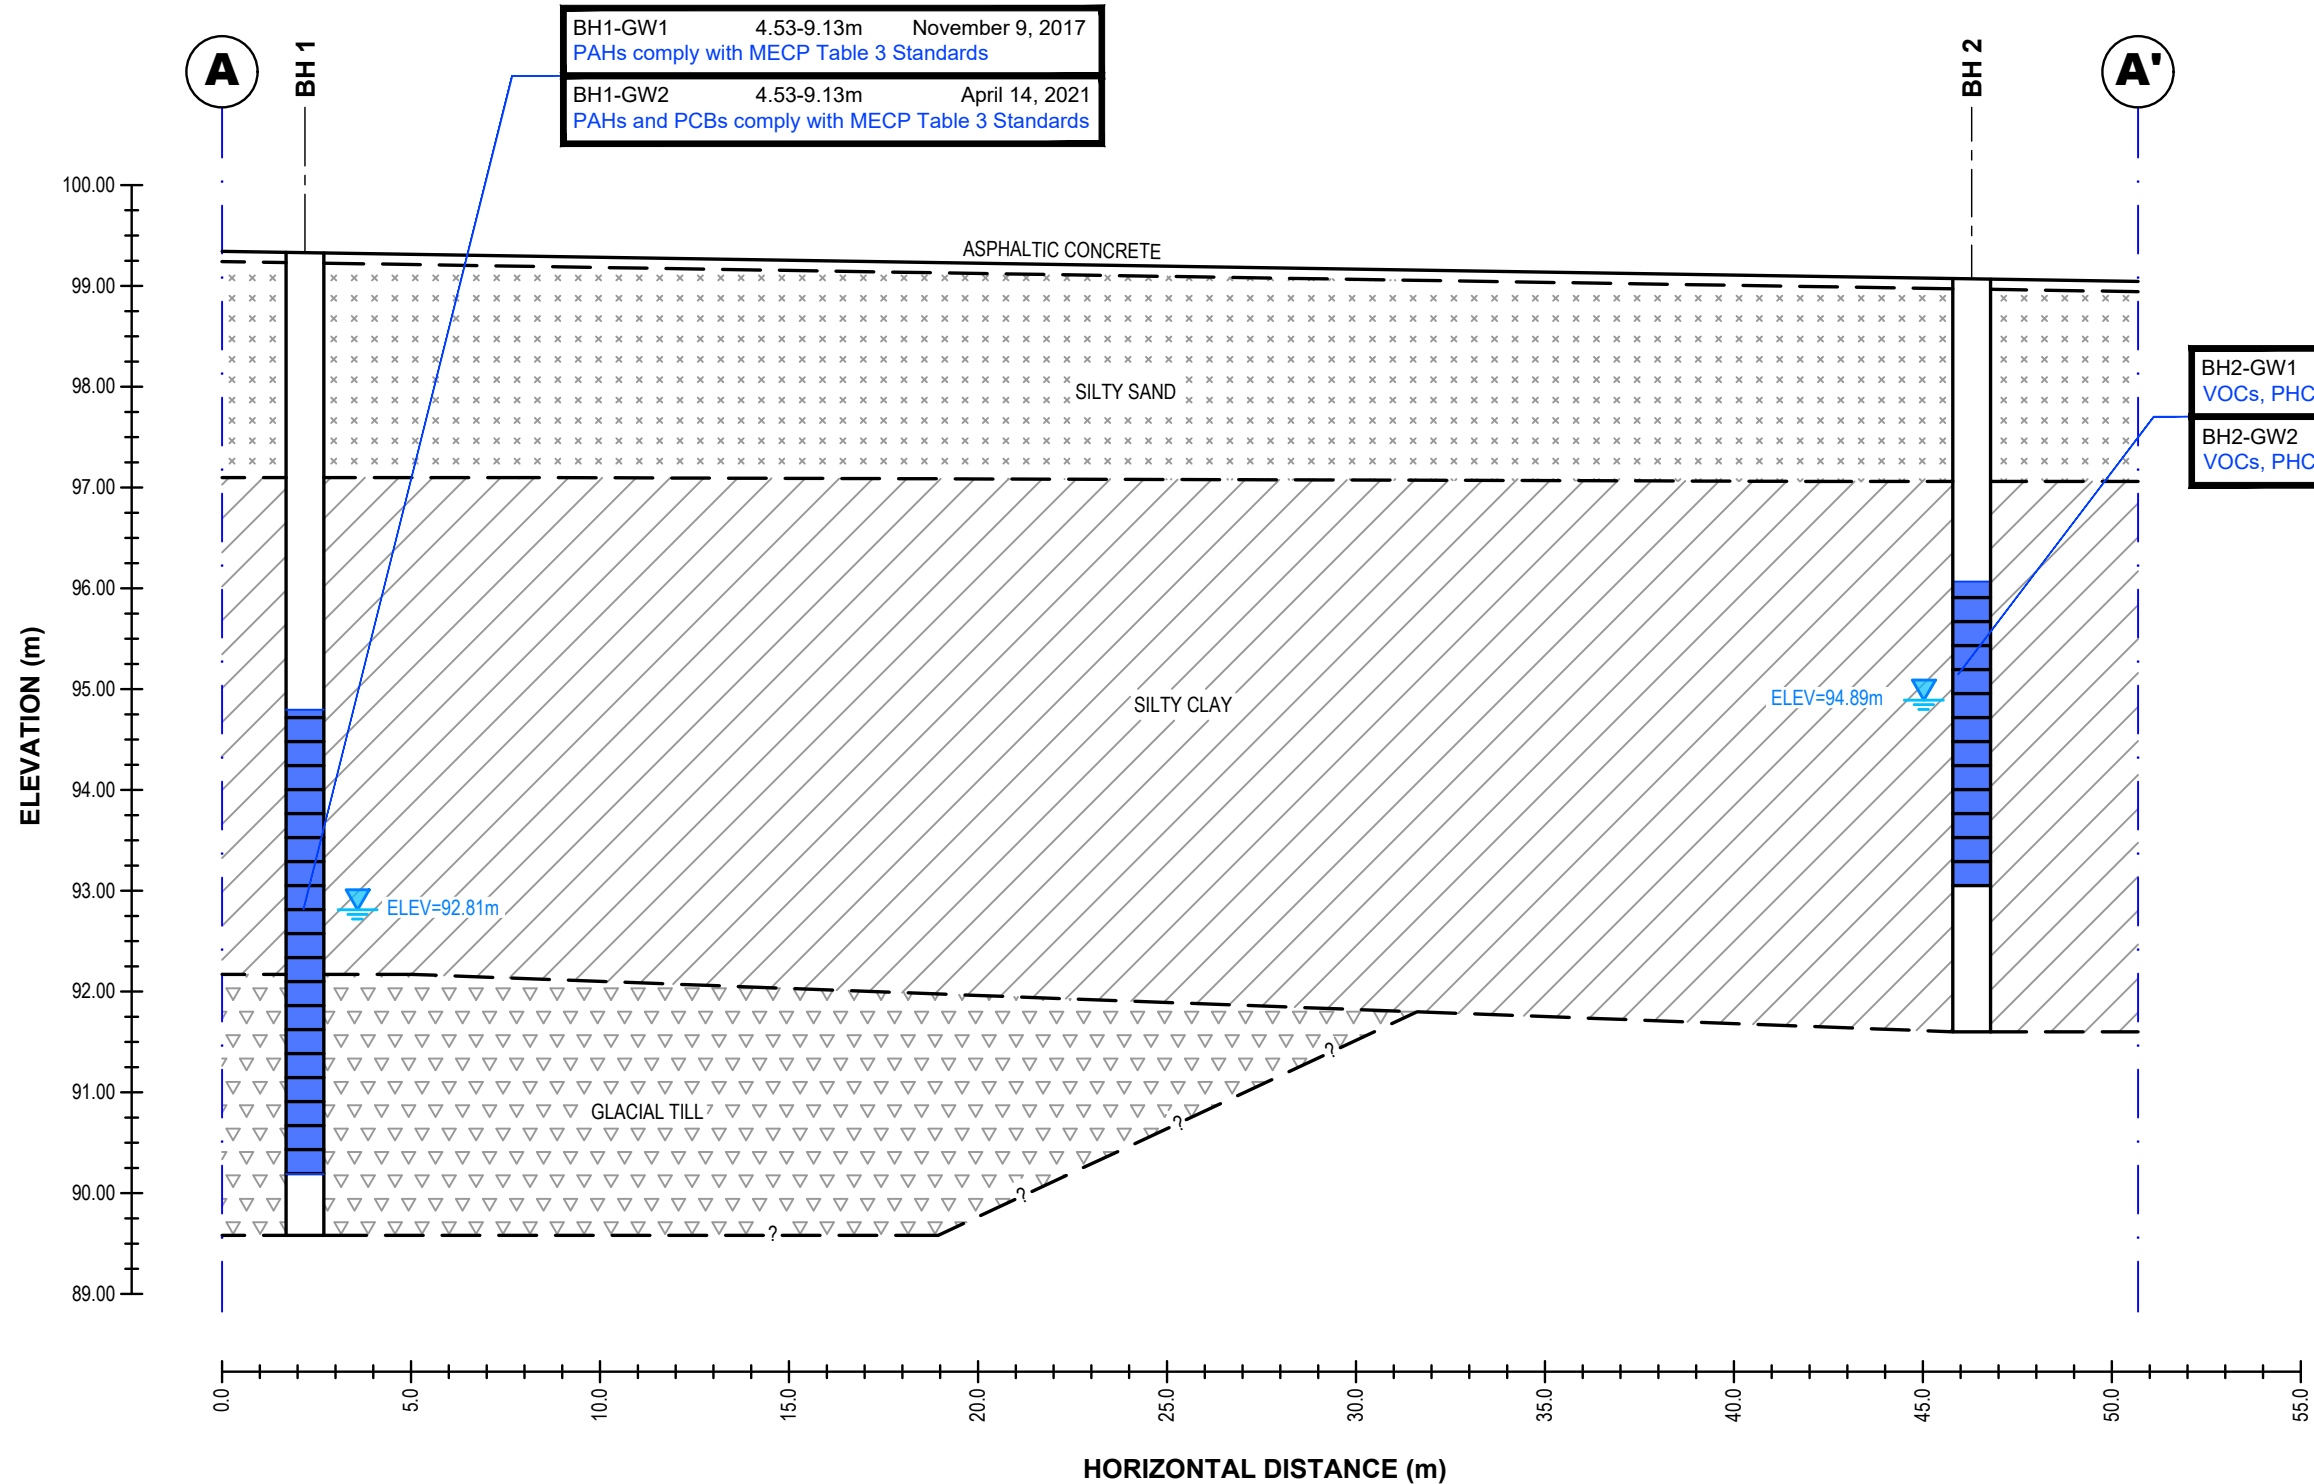 A
BH 1
BH1-GW1 4.53-9.13m November 9, 2017
PAHs comply with MECP Table 3 Standards
BH1-GW2 4.53-9.13m April 14, 2021
PAHs and PCBs comply with MECP Table 3 Standards
BH 2
A'
100.00
99.00
98.00
97.00
96.00
95.00
94.00
93.00
92.00
91.00
90.00
89.00
ELEVATION (m)
ASPHALTIC CONCRETE
SILTY SAND
BH2-GW1
VOCs, PHC
BH2-GW2
VOCs, PHC
SILTY CLAY
ELEV=94.89m
ELEV=92.81m
GLACIAL TILL
?
?
?
?
0.0
5.0
10.0
15.0
20.0
25.0
30.0
35.0
40.0
45.0
50.0
55.0
HORIZONTAL DISTANCE (m)